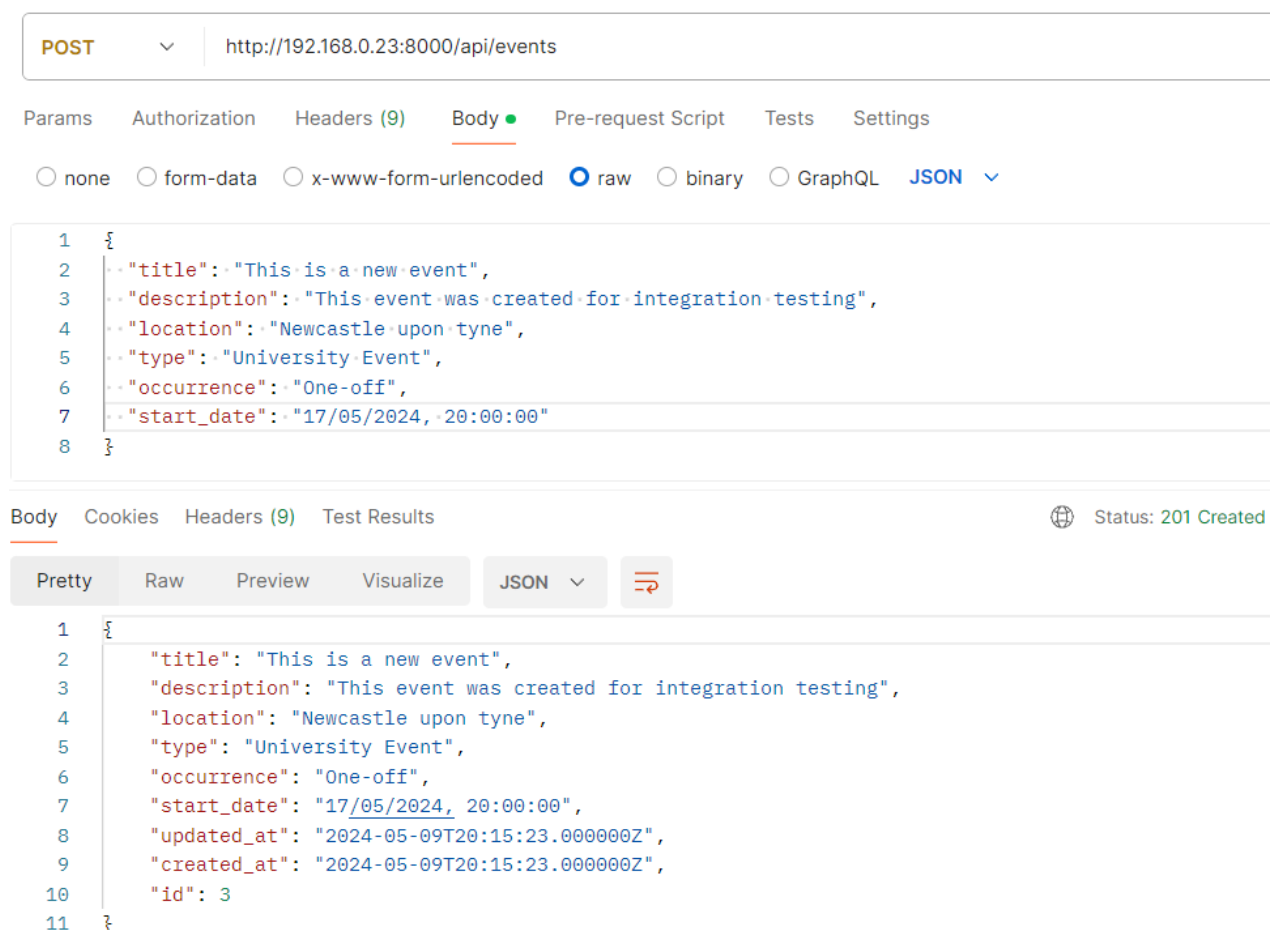 POST http://192.168.0.23:8000/api/events
Params Authorization Headers (9) Body Pre-request Script Tests Settings
none form-data x-www-form-urlencoded raw binary GraphQL JSON
1 {
2 "title": "This is a new event",
3 "description": "This event was created for integration testing",
4 "location": "Newcastle upon tyne",
5 "type": "University Event",
6 "occurrence": "One-off",
7 "start_date": "17/05/2024, 20:00:00"
8 }
Body Cookies Headers (9) Test Results Status: 201 Created
Pretty Raw Preview Visualize JSON
1 {
2 "title": "This is a new event",
3 "description": "This event was created for integration testing",
4 "location": "Newcastle upon tyne",
5 "type": "University Event",
6 "occurrence": "One-off",
7 "start_date": "17/05/2024, 20:00:00",
8 "updated_at": "2024-05-09T20:15:23.000000Z",
9 "created_at": "2024-05-09T20:15:23.000000Z",
10 "id": 3
11 }